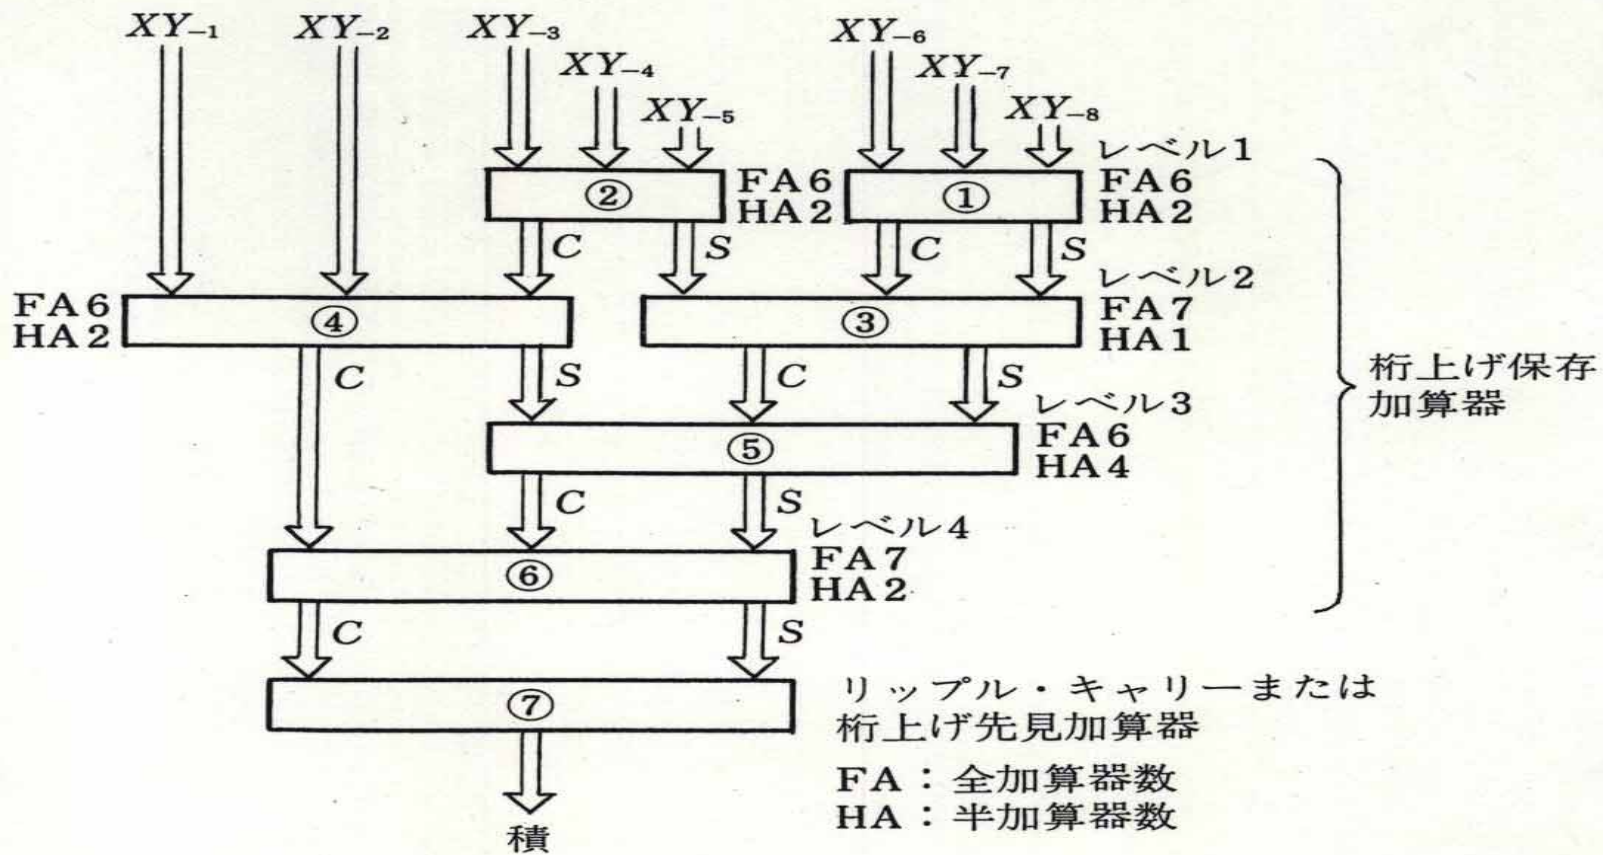 XY₋₁ XY₋₂ XY₋₃ XY₋₆
XY₋₄ XY₋₇
XY₋₅ XY₋₈
レベル1
② FA6 ① FA6
HA2 HA2
C S C S
レベル2
FA6 ④ ③ FA7
HA2 HA1
C S C S
レベル3
⑤ FA6
HA4
C S
レベル4
⑥ FA7
HA2
C S
桁上げ保存
加算器
⑦ リップル・キャリーまたは
桁上げ先見加算器
FA:全加算器数
HA:半加算器数
積